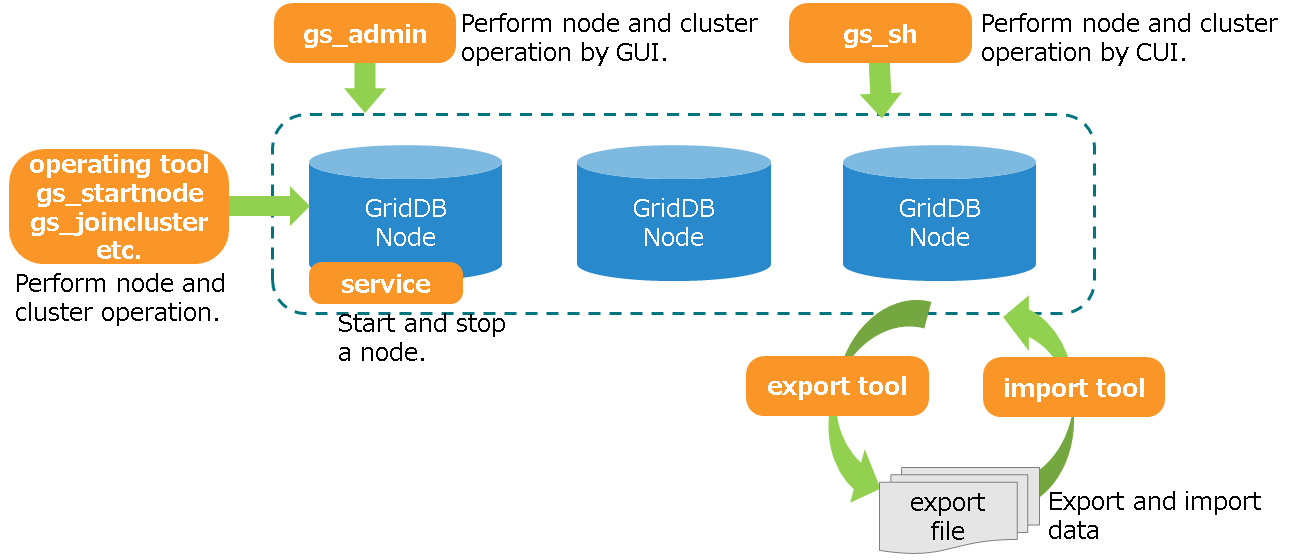 gs_admin
Perform node and cluster
operation by GUI.
gs_sh
Perform node and cluster
operation by CUI.
operating tool
gs_startnode
gs_joincluster
etc.
Perform node and
cluster operation.
GridDB
Node
GridDB
Node
GridDB
Node
service
Start and stop
a node.
export tool
import tool
export
file
Export and import
data